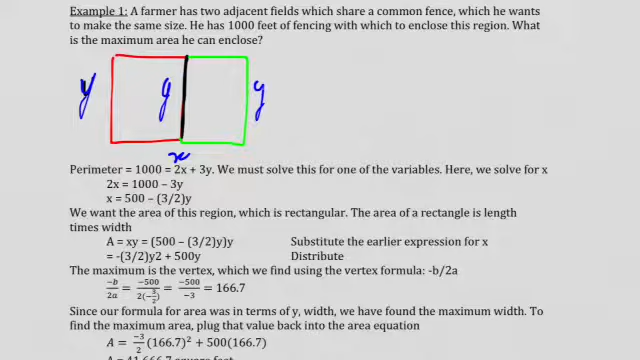 Example 1: A farmer has two adjacent fields which share a common fence, which he wants
to make the same size. He has 1000 feet of fencing with which to enclose this region. What
is the maximum area he can enclose?
y y y
x
Perimeter = 1000 = 2x + 3y. We must solve this for one of the variables. Here, we solve for x
2x = 1000 – 3y
x = 500 – (3/2)y
We want the area of this region, which is rectangular. The area of a rectangle is length
times width
A = xy = (500 – (3/2)y)y Substitute the earlier expression for x
= -(3/2)y2 + 500y Distribute
The maximum is the vertex, which we find using the vertex formula: -b/2a
−b/2a = −500/2(−3/2) = −500/−3 = 166.7
Since our formula for area was in terms of y, width, we have found the maximum width. To
find the maximum area, plug that value back into the area equation
A = −3/2 (166.7)² + 500(166.7)
A = 41,666.7 square feet